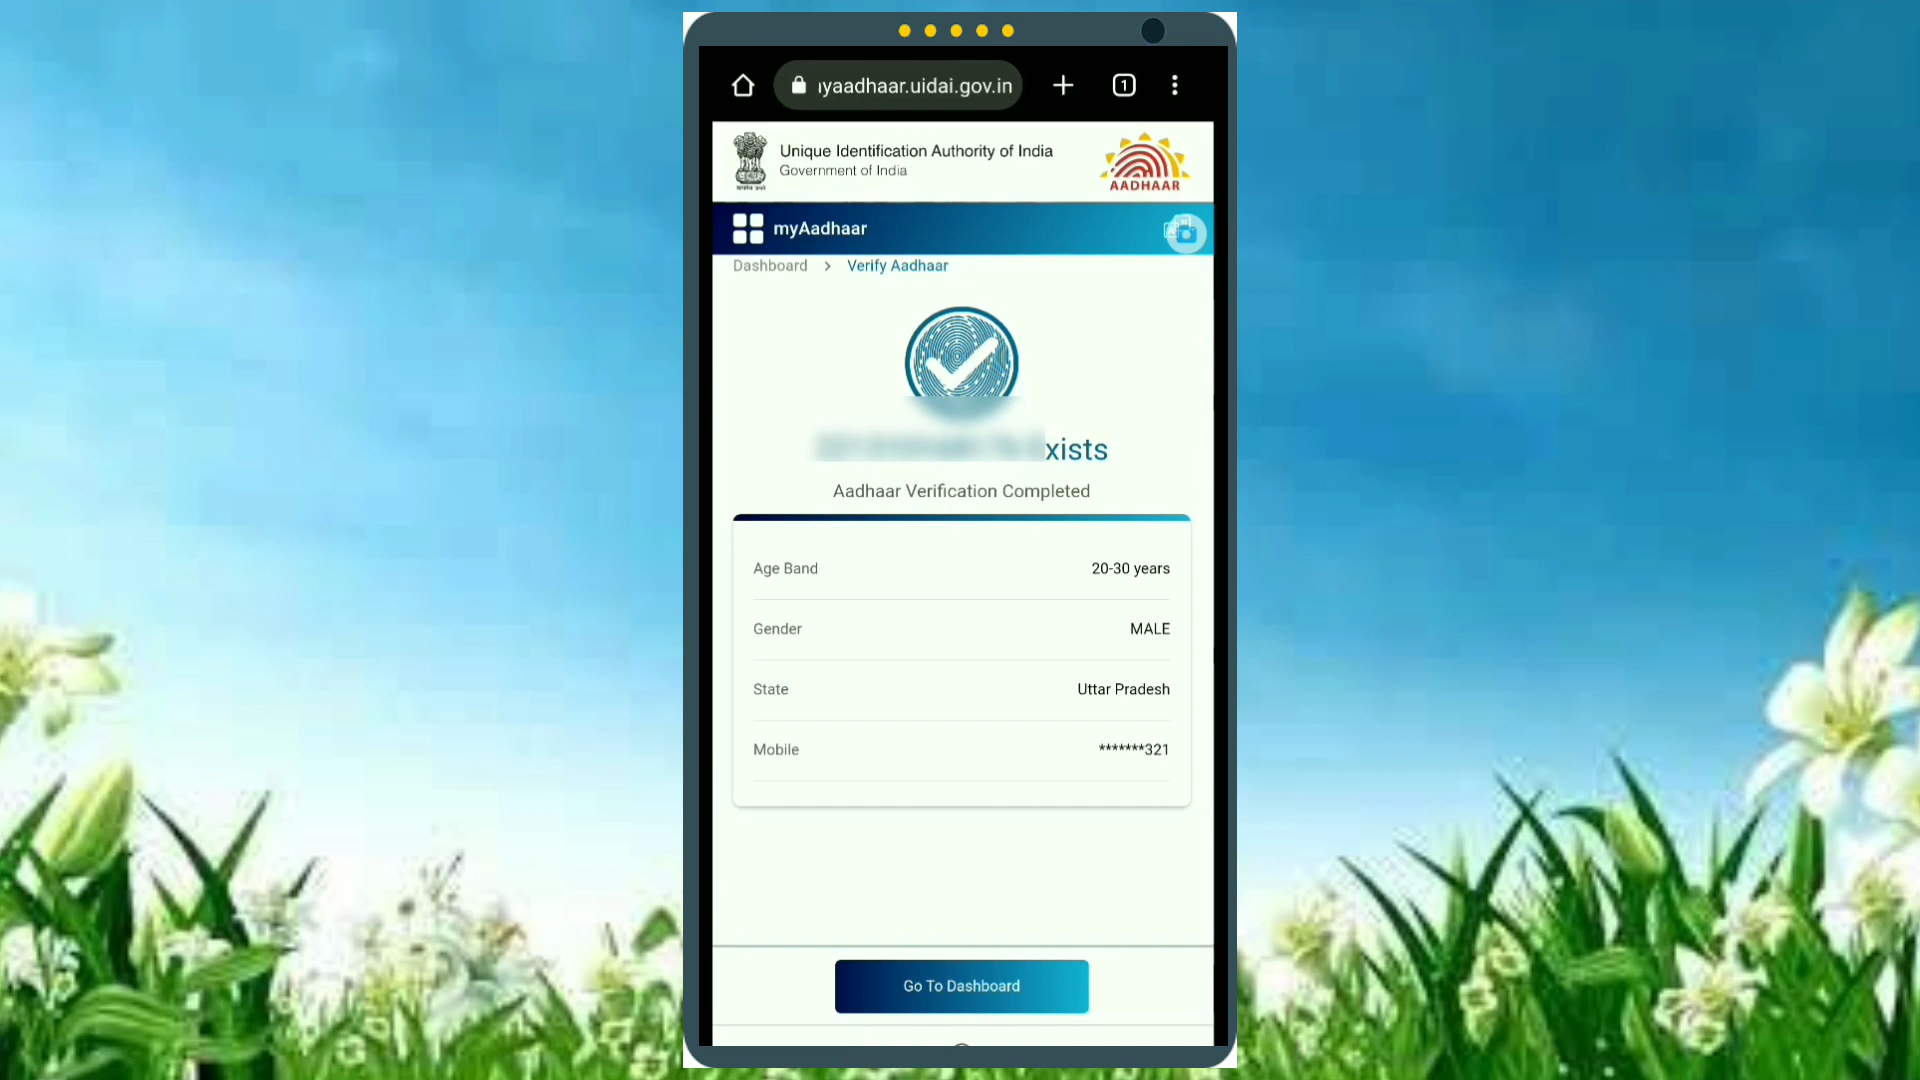 yaadhaar.uidai.gov.in
1
Unique Identification Authority of India
Government of India
AADHAAR
myAadhaar
Dashboard > Verify Aadhaar
xists
Aadhaar Verification Completed
Age Band 20-30 years
Gender MALE
State Uttar Pradesh
Mobile *******321
Go To Dashboard